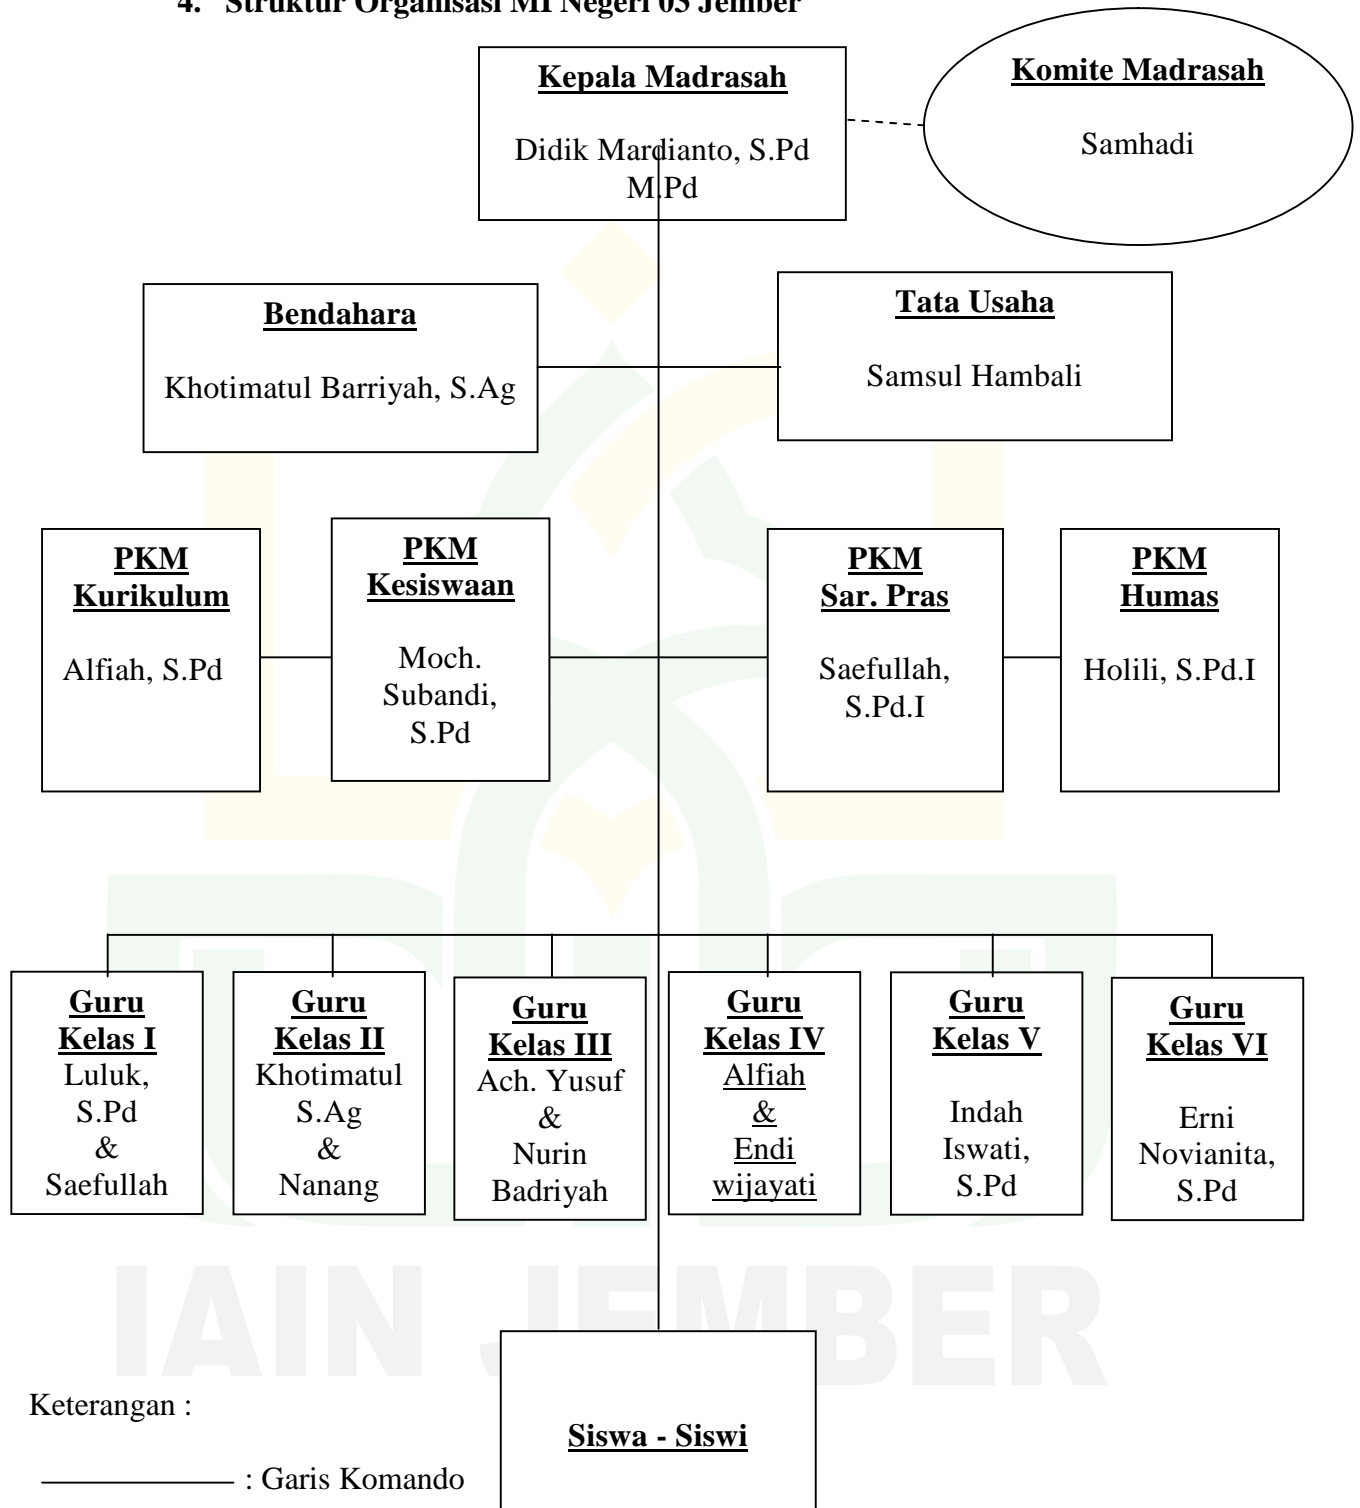 4. Struktur Organisasi MI Negeri 03 Jember
Kepala Madrasah
Didik Mardianto, S.Pd
M.Pd
Komite Madrasah
Samhadi
Bendahara
Khotimatul Barriyah, S.Ag
Tata Usaha
Samsul Hambali
PKM
Kurikulum
Alfiah, S.Pd
PKM
Kesiswaan
Moch.
Subandi,
S.Pd
PKM
Sar. Pras
Saefullah,
S.Pd.I
PKM
Humas
Holili, S.Pd.I
Guru
Kelas I
Luluk,
S.Pd
&
Saefullah
Guru
Kelas II
Khotimatul
S.Ag
&
Nanang
Guru
Kelas III
Ach. Yusuf
&
Nurin
Badriyah
Guru
Kelas IV
Alfiah
&
Endi
wijayati
Guru
Kelas V
Indah
Iswati,
S.Pd
Guru
Kelas VI
Erni
Novianita,
S.Pd
IAIN JEMBER
Siswa - Siswi
Keterangan :
: Garis Komando